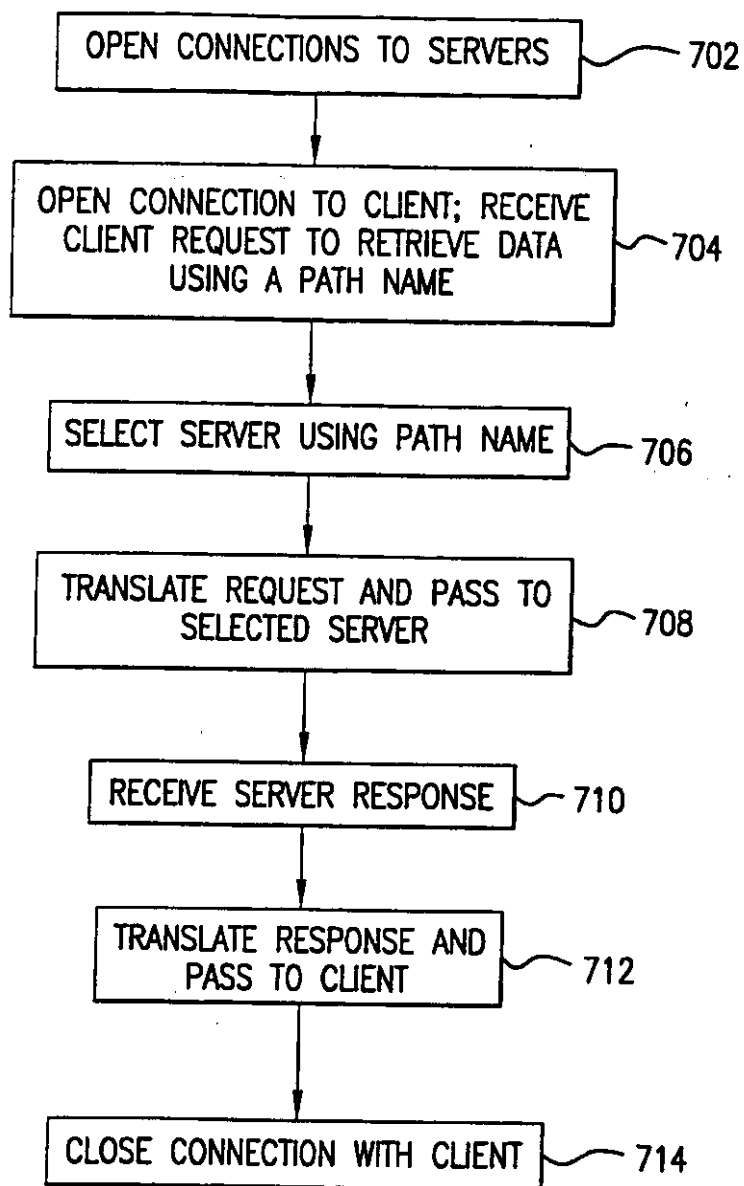 OPEN CONNECTIONS TO SERVERS
702
OPEN CONNECTION TO CLIENT; RECEIVE
CLIENT REQUEST TO RETRIEVE DATA
USING A PATH NAME
704
SELECT SERVER USING PATH NAME
706
TRANSLATE REQUEST AND PASS TO
SELECTED SERVER
708
RECEIVE SERVER RESPONSE
710
TRANSLATE RESPONSE AND
PASS TO CLIENT
712
CLOSE CONNECTION WITH CLIENT
714